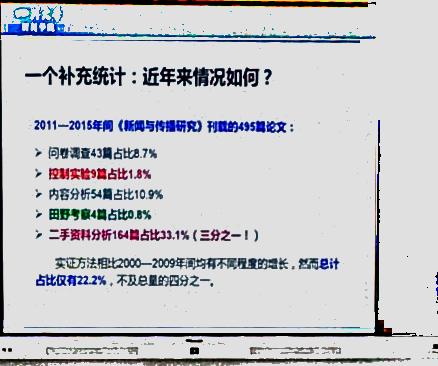 一个补充统计：近年来情况如何？
2011—2015年间《新闻与传播研究》刊载的495篇论文：
➢ 问卷调查43篇占比8.7%
➢ 控制实验9篇占比1.8%
➢ 内容分析54篇占比10.9%
➢ 田野考察4篇占比0.8%
➢ 二手资料分析164篇占比33.1%（三分之一！）
实证方法相比2000—2009年间均有不同程度的增长，然而总计
占比仅有22.2%，不及总量的四分之一。